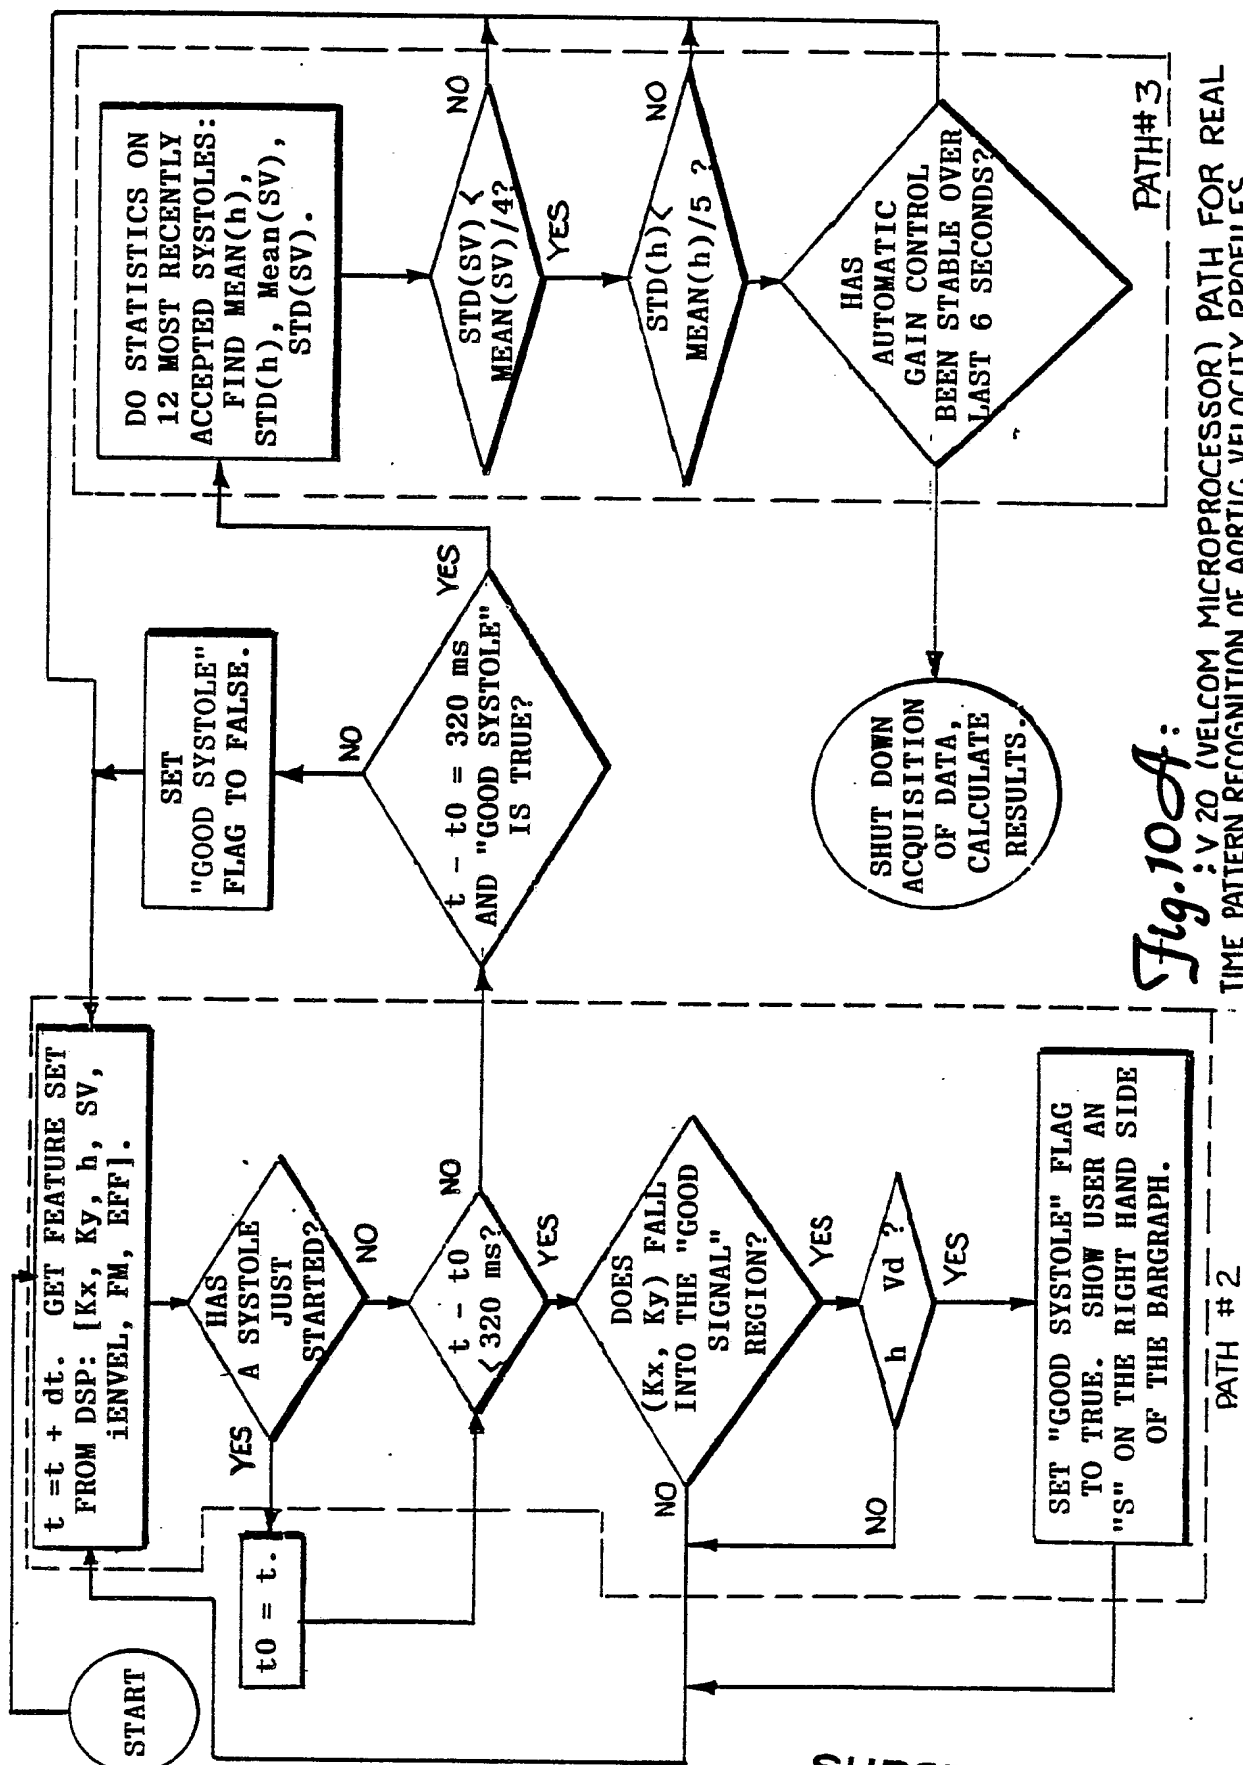 START
t =t + dt. GET FEATURE SET
FROM DSP: [Kx, Ky, h, SV,
iENVEL, FM, EFF].
HAS
A SYSTOLE
JUST
STARTED?
YES
NO
t0 = t.
t - t0
< 320 ms?
NO
YES
DOES
(Kx, Ky) FALL
INTO THE "GOOD
SIGNAL"
REGION?
NO
YES
h Vd ?
NO
YES
SET "GOOD SYSTOLE" FLAG
TO TRUE. SHOW USER AN
"S" ON THE RIGHT HAND SIDE
OF THE BARGRAPH.
PATH #2
SET
"GOOD SYSTOLE"
FLAG TO FALSE.
NO
t - t0 = 320 ms
AND "GOOD SYSTOLE"
IS TRUE?
YES
DO STATISTICS ON
12 MOST RECENTLY
ACCEPTED SYSTOLES:
FIND MEAN(h),
STD(h), Mean(SV),
STD(SV).
STD(SV) <
MEAN(SV)/4?
NO
YES
STD(h) <
MEAN(h)/5 ?
NO
HAS
AUTOMATIC
GAIN CONTROL
BEEN STABLE OVER
LAST 6 SECONDS?
PATH#3
SHUT DOWN
ACQUISITION
OF DATA,
CALCULATE
RESULTS.
Fig.10A:
: V 20 (VELCOM MICROPROCESSOR) PATH FOR REAL
TIME PATTERN RECOGNITION OF AORTIC VELOCITY PROFILES